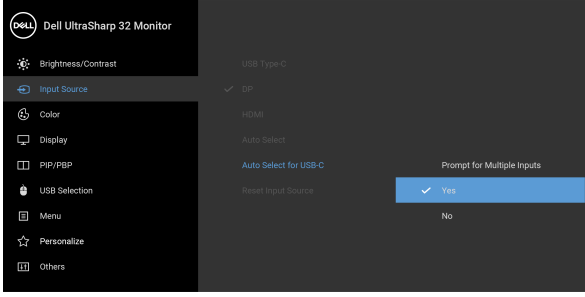 DELL Dell UltraSharp 32 Monitor
Brightness/Contrast
USB Type-C
Input Source
DP
Color
HDMI
Display
Auto Select
PIP/PBP
Auto Select for USB-C
Prompt for Multiple Inputs
USB Selection
Reset Input Source
Yes
Menu
No
Personalize
Others